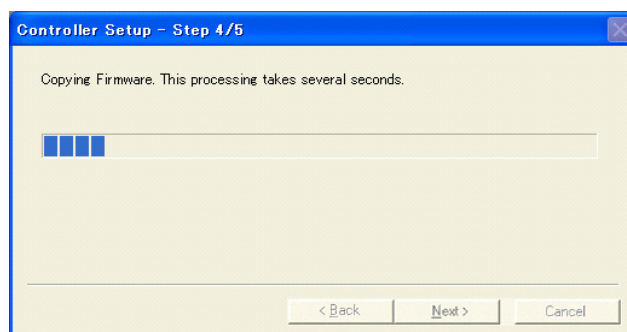 Controller Setup - Step 4/5
Copying Firmware. This processing takes several seconds.
< Back
Next >
Cancel